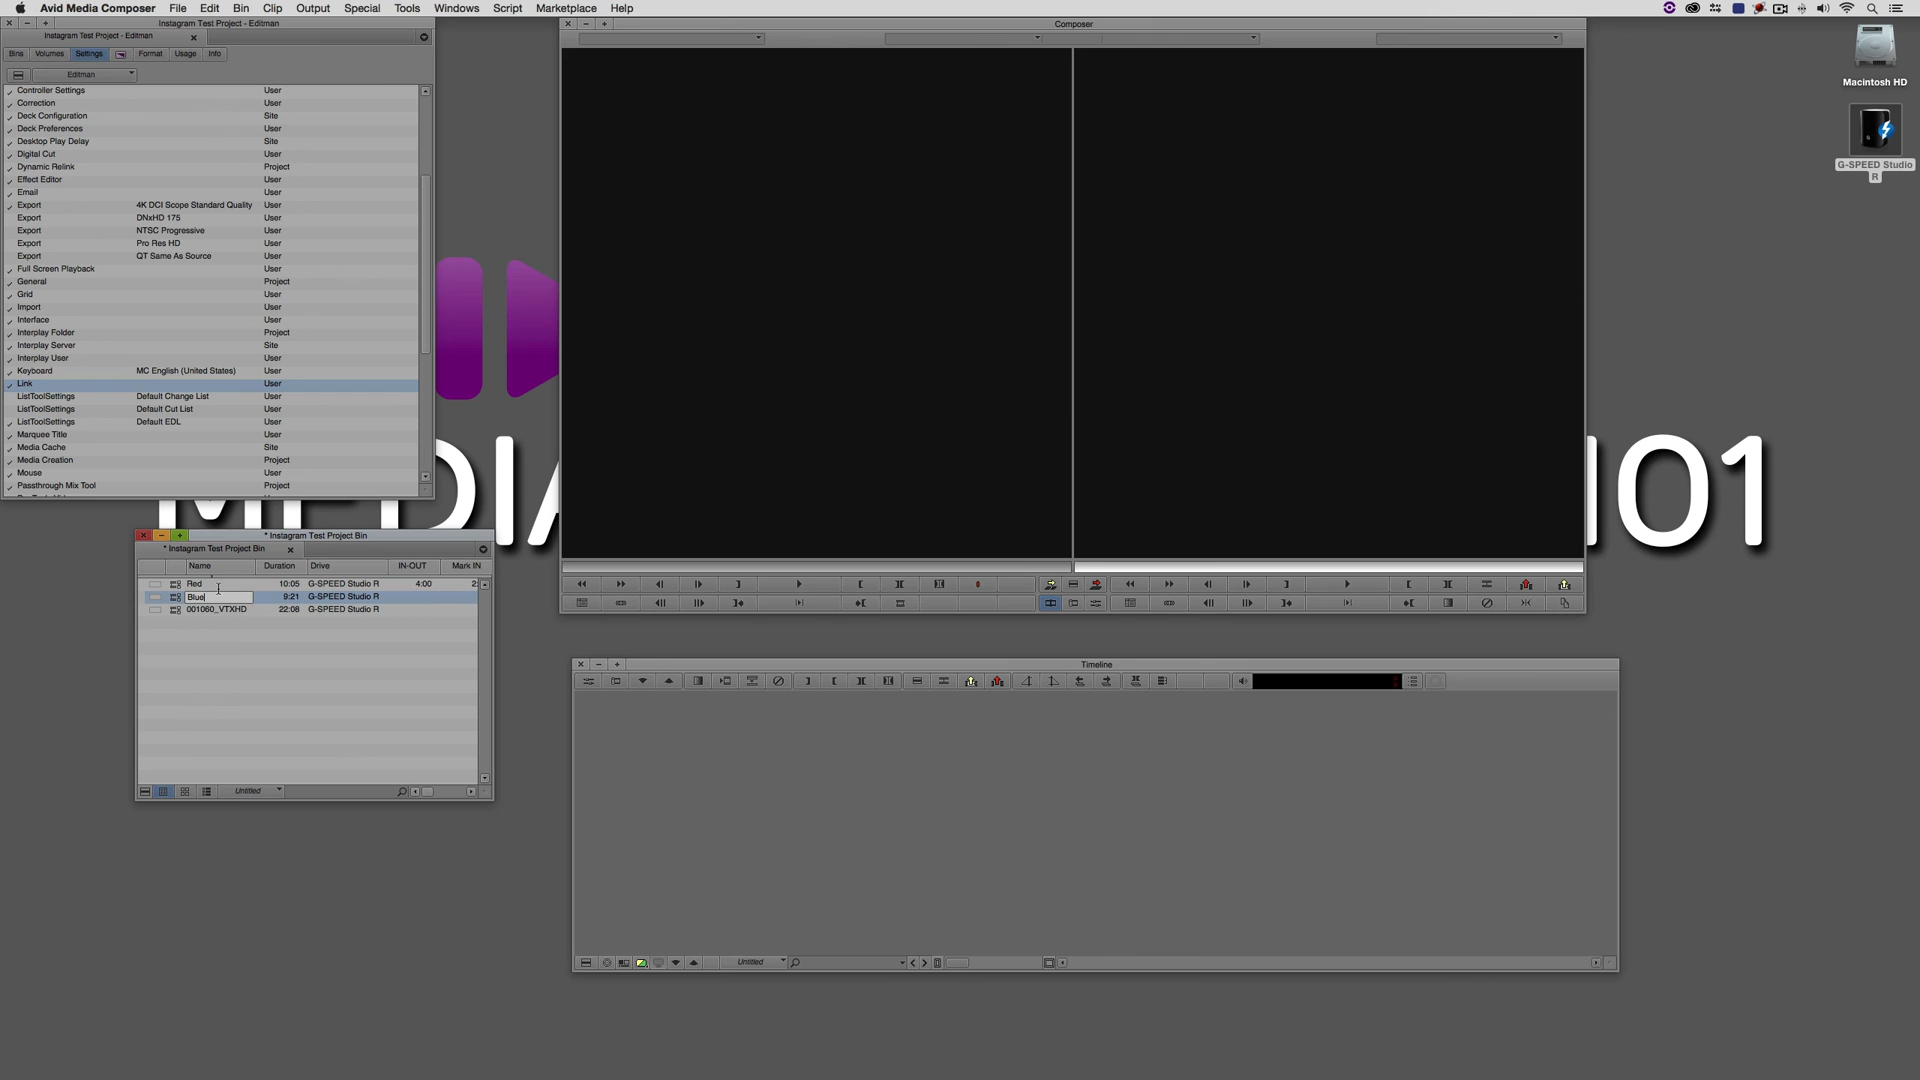 Avid Media Composer File Edit Bin Clip Output Special Tools Windows Script Marketplace Help
Instagram Test Project - Editman
Instagram Test Project - Editman
Bins Volumes Settings Format Usage Info
Editman
Controller Settings User
Correction User
Deck Configuration Site
Deck Preferences User
Desktop Play Delay Site
Digital Cut User
Dynamic Relink Project
Effect Editor User
Email User
Export 4K DCI Scope Standard Quality User
Export DNxHD 175 User
Export NTSC Progressive User
Export Pro Res HD User
Export QT Same As Source User
Full Screen Playback User
General Project
Grid User
Import User
Interface User
Interplay Folder Project
Interplay Server Site
Interplay User User
Keyboard MC English (United States) User
Link User
ListToolSettings Default Change List User
ListToolSettings Default Cut List User
ListToolSettings Default EDL User
Marquee Title User
Media Cache Site
Media Creation Project
Mouse User
Passthrough Mix Tool Project
Composer
Macintosh HD
G-SPEED Studio
R
MEDIA
101
* Instagram Test Project Bin
* Instagram Test Project Bin
Name Duration Drive IN-OUT Mark IN
Red 10:05 G-SPEED Studio R 4:00 2:
Blue 9:21 G-SPEED Studio R
001060_VTXHD 22:08 G-SPEED Studio R
Untitled
Timeline
Untitled